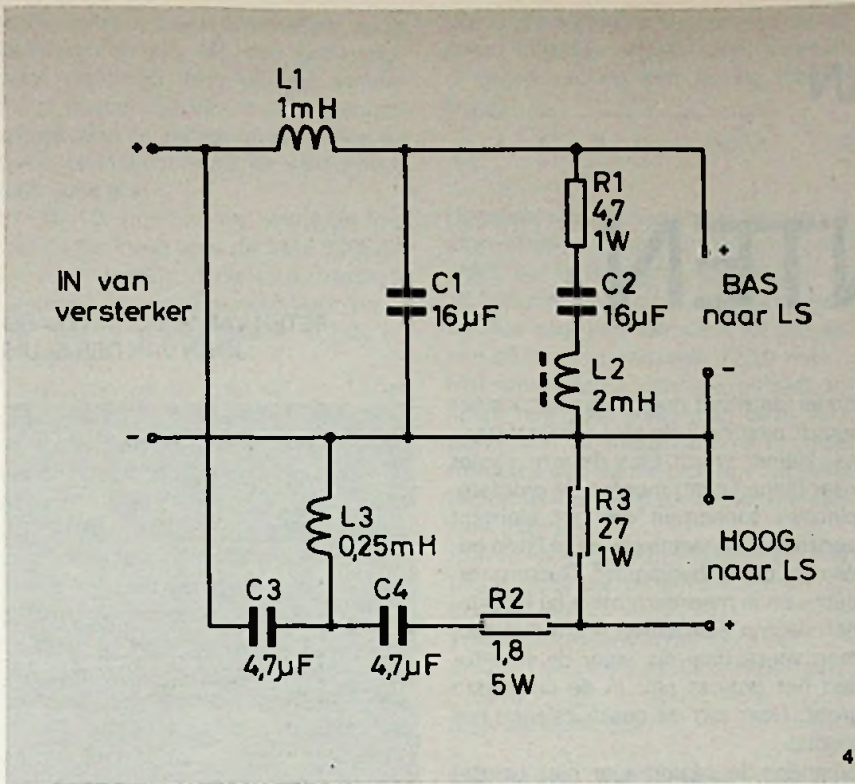 L1
1mH
+
R1
4,7
1W
+
IN van
versterker
C1
16µF
C2
16µF
BAS
naar LS
L2
2mH
-
-
-
L3
0,25mH
R3
27
1W
HOOG
naar LS
C3
4,7µF
C4
4,7µF
R2
1,8
5W
+
4